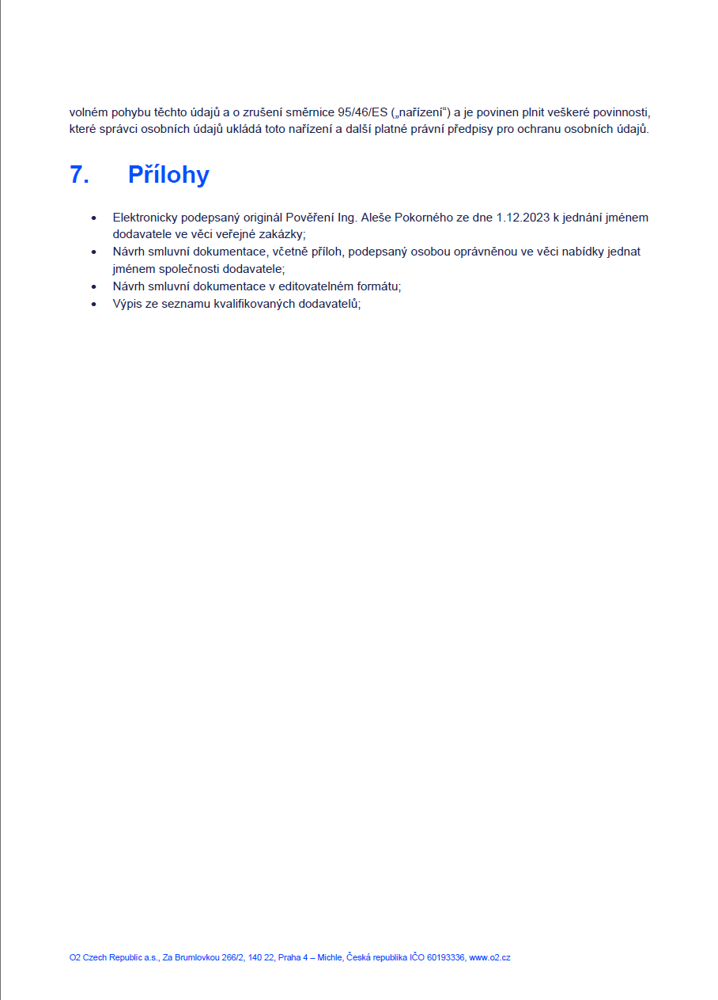 volném pohybu těchto údajů a o zrušení směrnice 95/46/ES („nařízení“) a je povinen plnit veškeré povinnosti,
které správci osobních údajů ukládá toto nařízení a další platné právní předpisy pro ochranu osobních údajů.
7. Přílohy
• Elektronicky podepsaný originál Pověření Ing. Aleše Pokorného ze dne 1.12.2023 k jednání jménem
dodavatele ve věci veřejné zakázky;
• Návrh smluvní dokumentace, včetně příloh, podepsaný osobou oprávněnou ve věci nabídky jednat
jménem společnosti dodavatele;
• Návrh smluvní dokumentace v editovatelném formátu;
• Výpis ze seznamu kvalifikovaných dodavatelů;
O2 Czech Republic a.s., Za Brumlovkou 266/2, 140 22, Praha 4 – Michle, Česká republika IČO 60193336, www.o2.cz